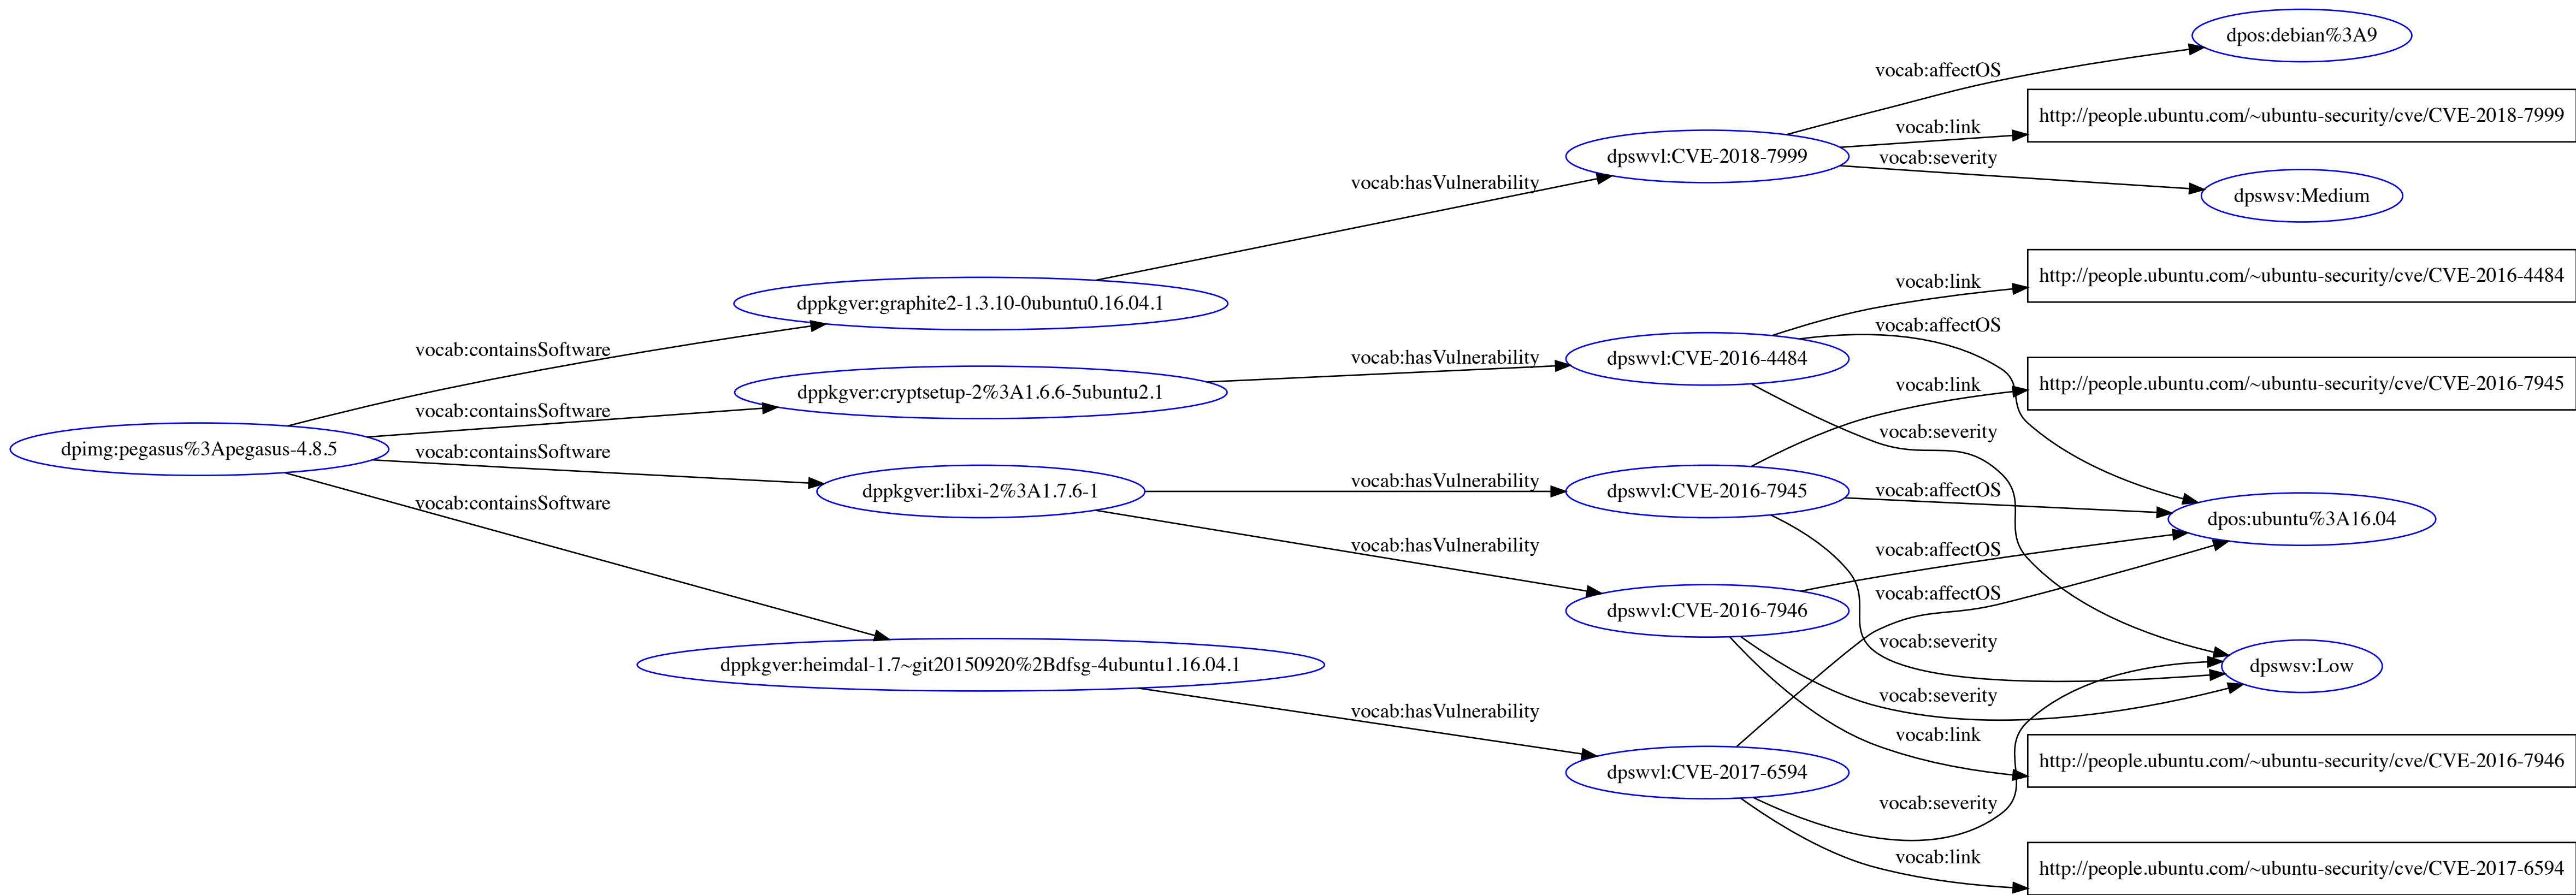 dpos:debian%3A9
vocab:affectOS
http://people.ubuntu.com/~ubuntu-security/cve/CVE-2018-7999
vocab:link
dpswvl:CVE-2018-7999
vocab:severity
vocab:hasVulnerability
dpswsv:Medium
http://people.ubuntu.com/~ubuntu-security/cve/CVE-2016-4484
vocab:link
dppkgver:graphite2-1.3.10-0ubuntu0.16.04.1
vocab:affectOS
vocab:containsSoftware
vocab:hasVulnerability
dpswvl:CVE-2016-4484
vocab:link
http://people.ubuntu.com/~ubuntu-security/cve/CVE-2016-7945
dppkgver:cryptsetup-2%3A1.6.6-5ubuntu2.1
vocab:containsSoftware
vocab:severity
dpimg:pegasus%3Apegasus-4.8.5
vocab:containsSoftware
vocab:hasVulnerability
dppkgver:libxi-2%3A1.7.6-1
dpswvl:CVE-2016-7945
vocab:affectOS
vocab:containsSoftware
dpos:ubuntu%3A16.04
vocab:hasVulnerability
vocab:affectOS
vocab:affectOS
dpswvl:CVE-2016-7946
vocab:severity
dppkgver:heimdal-1.7~git20150920%2Bdfsg-4ubuntu1.16.04.1
dpswsv:Low
vocab:severity
vocab:hasVulnerability
vocab:link
http://people.ubuntu.com/~ubuntu-security/cve/CVE-2016-7946
dpswvl:CVE-2017-6594
vocab:severity
vocab:link
http://people.ubuntu.com/~ubuntu-security/cve/CVE-2017-6594